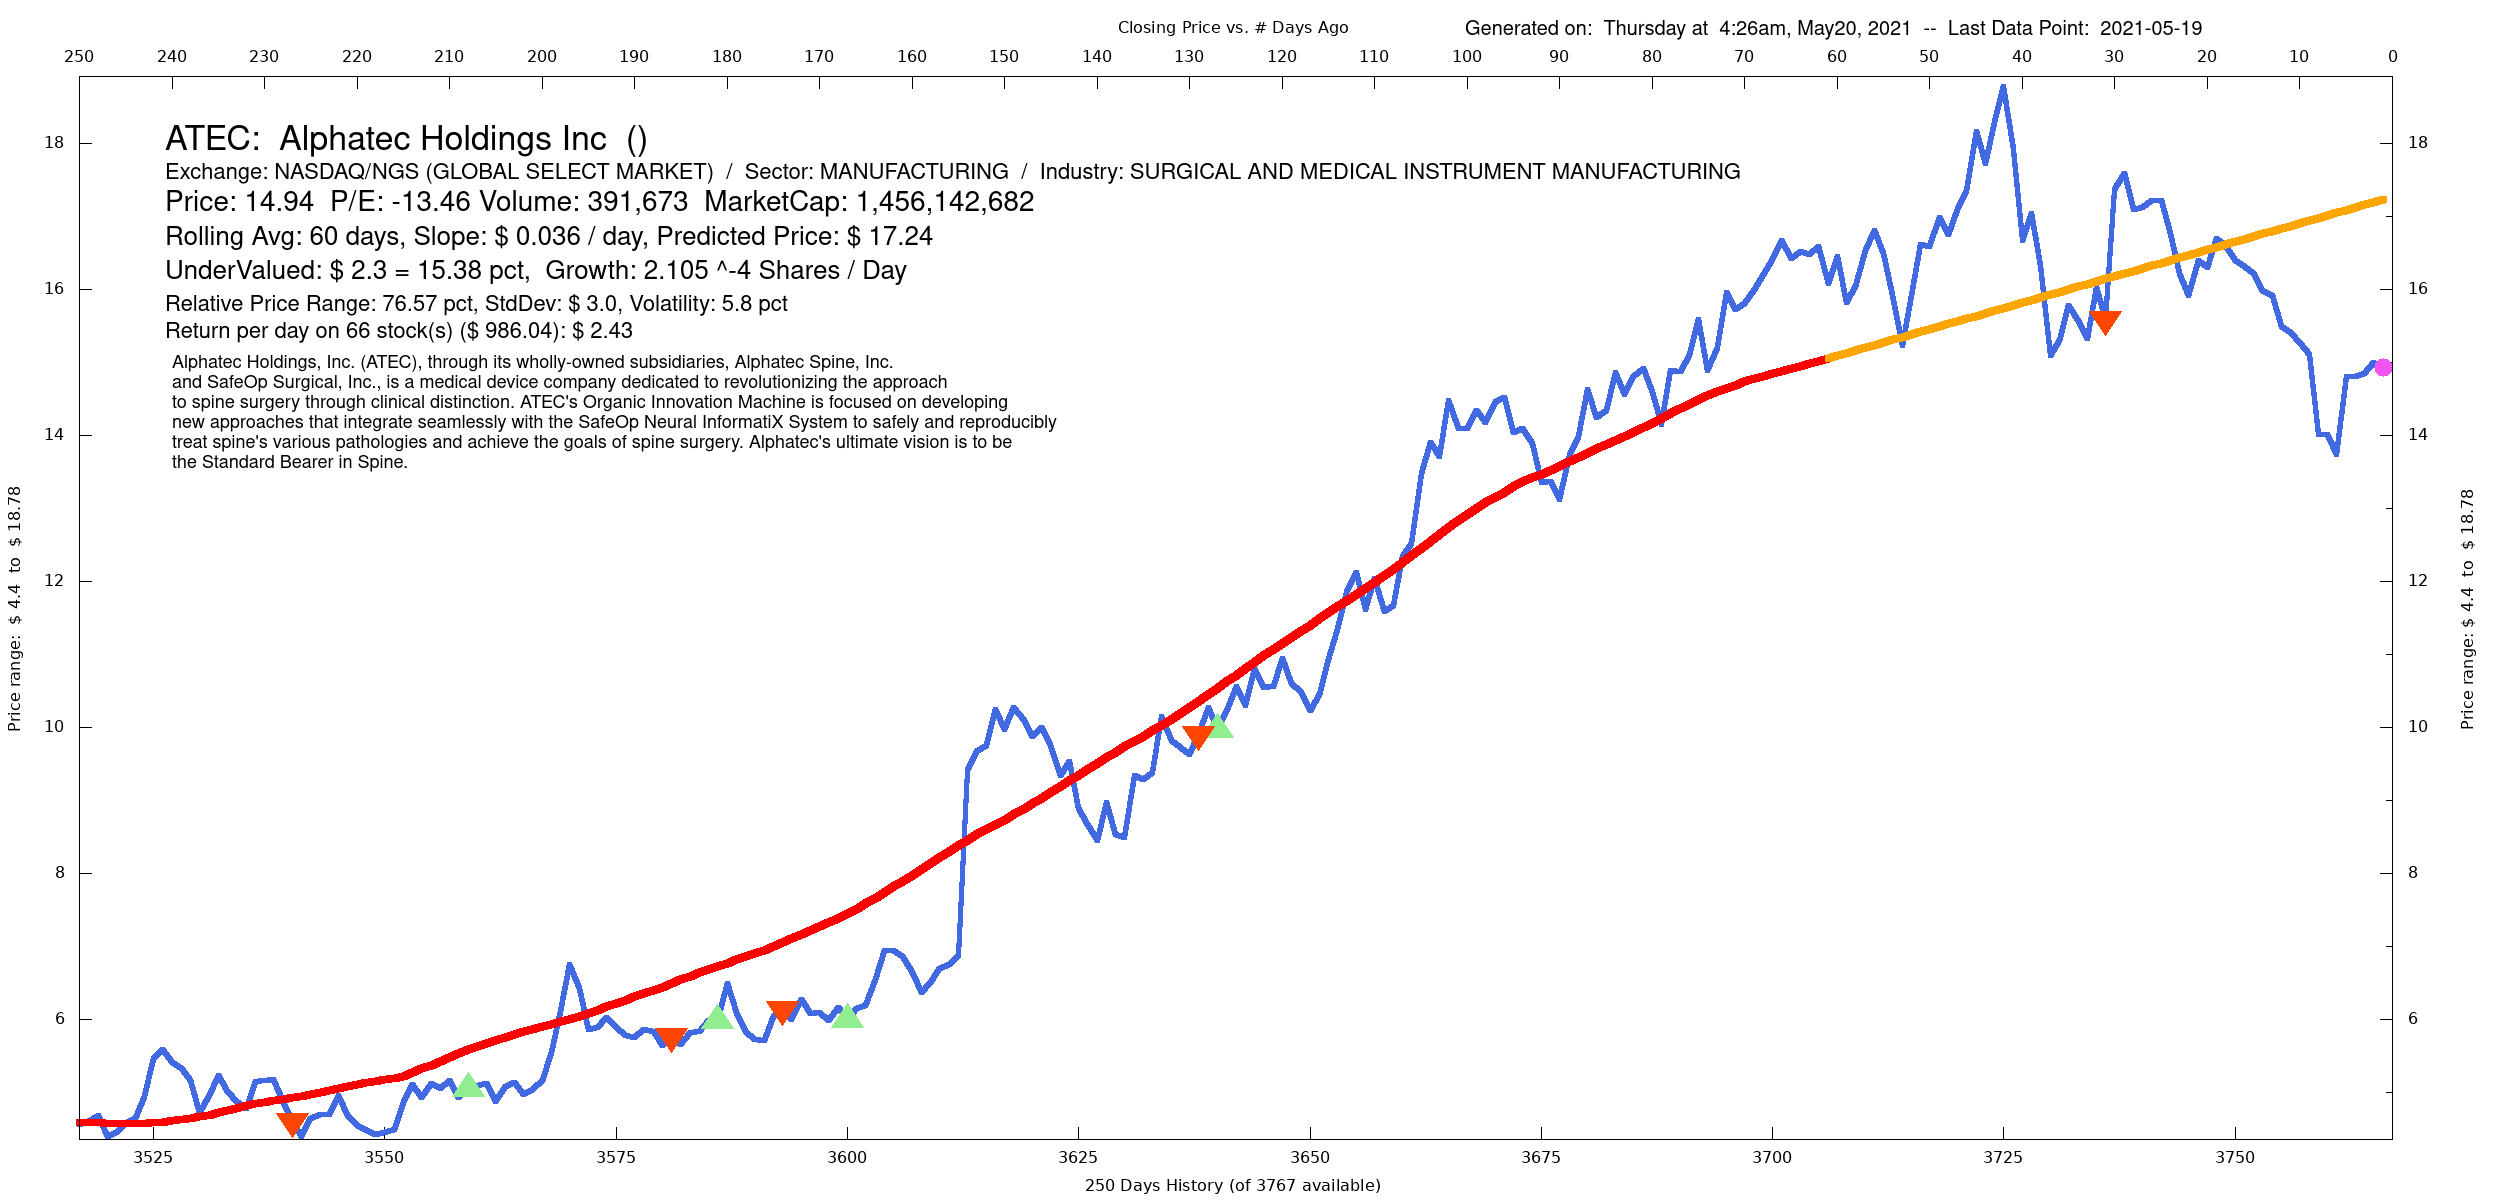 Closing Price vs. # Days Ago
Generated on:  Thursday at  4:26am, May20, 2021  --  Last Data Point:  2021-05-19
250 240 230 220 210 200 190 180 170 160 150 140 130 120 110 100 90 80 70 60 50 40 30 20 10 0
ATEC:  Alphatec Holdings Inc  ()
Exchange: NASDAQ/NGS (GLOBAL SELECT MARKET)  /  Sector: MANUFACTURING  /  Industry: SURGICAL AND MEDICAL INSTRUMENT MANUFACTURING
Price: 14.94  P/E: -13.46 Volume: 391,673  MarketCap: 1,456,142,682
Rolling Avg: 60 days, Slope: $ 0.036 / day, Predicted Price: $ 17.24
UnderValued: $ 2.3 = 15.38 pct,  Growth: 2.105 ^-4 Shares / Day
Relative Price Range: 76.57 pct, StdDev: $ 3.0, Volatility: 5.8 pct
Return per day on 66 stock(s) ($ 986.04): $ 2.43
Alphatec Holdings, Inc. (ATEC), through its wholly-owned subsidiaries, Alphatec Spine, Inc.
and SafeOp Surgical, Inc., is a medical device company dedicated to revolutionizing the approach
to spine surgery through clinical distinction. ATEC's Organic Innovation Machine is focused on developing
new approaches that integrate seamlessly with the SafeOp Neural InformatiX System to safely and reproducibly
treat spine's various pathologies and achieve the goals of spine surgery. Alphatec's ultimate vision is to be
the Standard Bearer in Spine.
18 18
16 16
14 14
12 12
10 10
8 8
6 6
Price range:  $ 4.4  to  $ 18.78
Price range: $ 4.4  to  $ 18.78
3525 3550 3575 3600 3625 3650 3675 3700 3725 3750
250 Days History (of 3767 available)